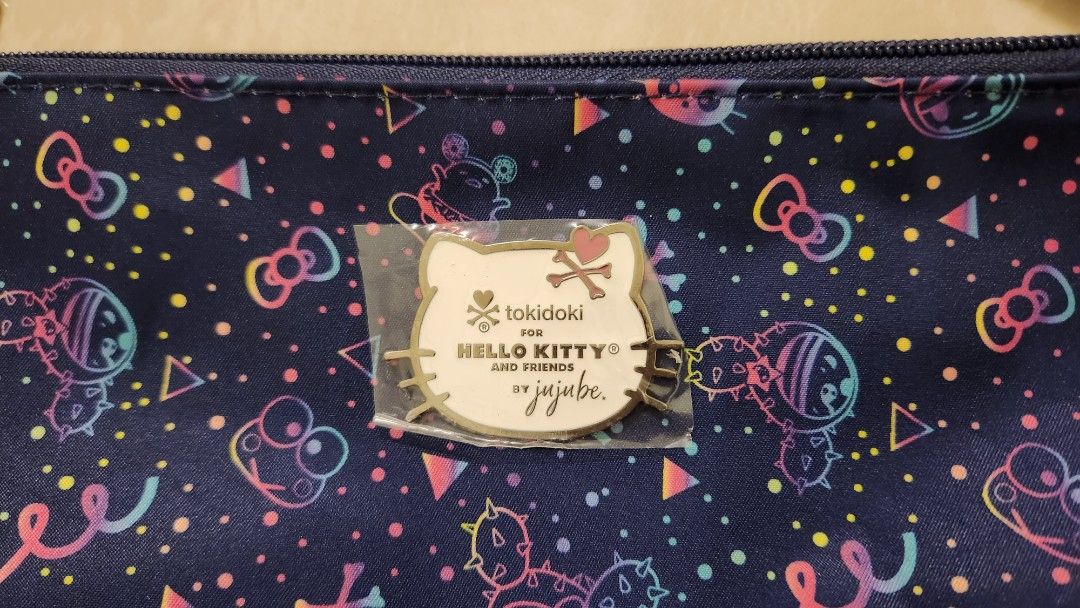 tokidoki
®
FOR
HELLO KITTY®
AND FRIENDS
BY jujube.